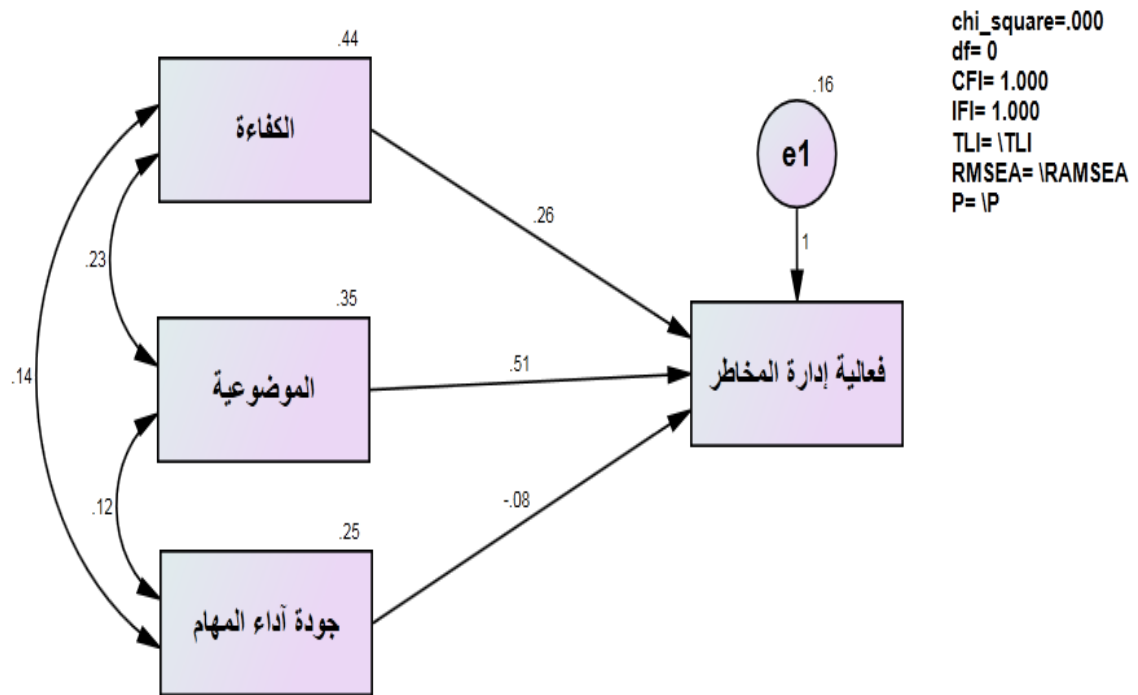 chi_square=.000
df= 0
CFI= 1.000
IFI= 1.000
TLI= \TLI
RMSEA= \RAMSEA
P= \P
.44
الكفاءة
.16
e1
.26
1
.23
.35
الموضوعية
.51
فعالية إدارة المخاطر
.14
.12
-.08
.25
جودة آداء المهام